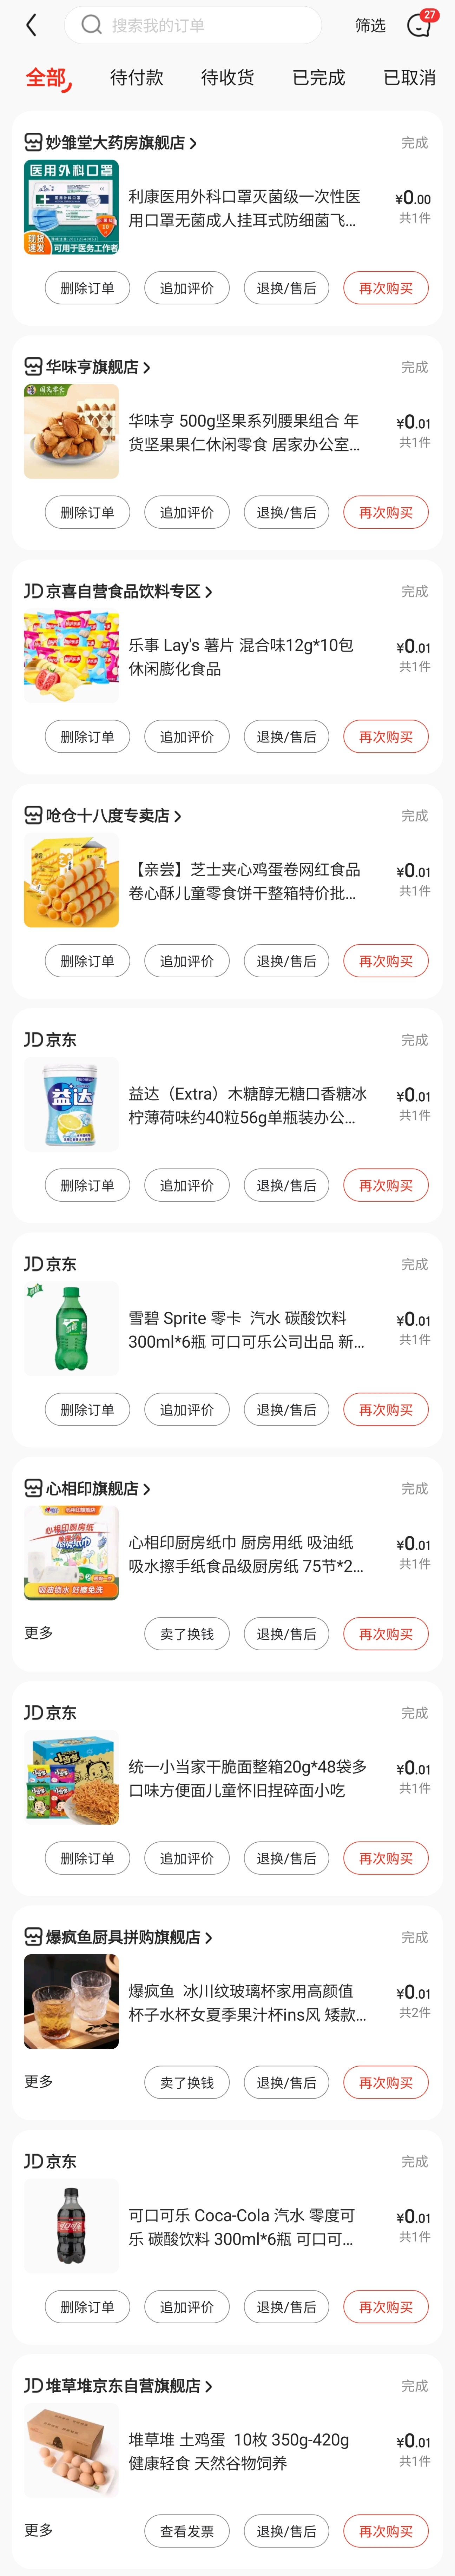 搜索我的订单
筛选
27
全部
待付款
待收货
已完成
已取消
妙雏堂大药房旗舰店
完成
医用外科口罩
现货速发
可用于医务工作者
利康医用外科口罩灭菌级一次性医
用口罩无菌成人挂耳式防细菌飞...
¥0.00
共1件
删除订单
追加评价
退换/售后
再次购买
华味亨旗舰店
完成
华味亨 500g坚果系列腰果组合 年
货坚果果仁休闲零食 居家办公室...
¥0.01
共1件
删除订单
追加评价
退换/售后
再次购买
JD京喜自营食品饮料专区
完成
乐事 Lay's 薯片 混合味12g*10包
休闲膨化食品
¥0.01
共1件
删除订单
追加评价
退换/售后
再次购买
呛仓十八度专卖店
完成
【亲尝】芝士夹心鸡蛋卷网红食品
卷心酥儿童零食饼干整箱特价批...
¥0.01
共1件
删除订单
追加评价
退换/售后
再次购买
JD京东
完成
益达
益达（Extra）木糖醇无糖口香糖冰
柠薄荷味约40粒56g单瓶装办公...
¥0.01
共1件
删除订单
追加评价
退换/售后
再次购买
JD京东
完成
雪碧 Sprite 零卡 汽水 碳酸饮料
300ml*6瓶 可口可乐公司出品 新...
¥0.01
共1件
删除订单
追加评价
退换/售后
再次购买
心相印旗舰店
完成
心相印厨房纸
吸油锁水 好擦免洗
心相印厨房纸巾 厨房用纸 吸油纸
吸水擦手纸食品级厨房纸 75节*2...
¥0.01
共1件
更多
卖了换钱
退换/售后
再次购买
JD京东
完成
统一小当家干脆面整箱20g*48袋多
口味方便面儿童怀旧捏碎面小吃
¥0.01
共1件
删除订单
追加评价
退换/售后
再次购买
爆疯鱼厨具拼购旗舰店
完成
爆疯鱼 冰川纹玻璃杯家用高颜值
杯子水杯女夏季果汁杯ins风 矮款...
¥0.01
共2件
更多
卖了换钱
退换/售后
再次购买
JD京东
完成
可口可乐 Coca-Cola 汽水 零度可
乐 碳酸饮料 300ml*6瓶 可口可...
¥0.01
共1件
删除订单
追加评价
退换/售后
再次购买
JD堆草堆京东自营旗舰店
完成
堆草堆 土鸡蛋 10枚 350g-420g
健康轻食 天然谷物饲养
¥0.01
共1件
更多
查看发票
退换/售后
再次购买